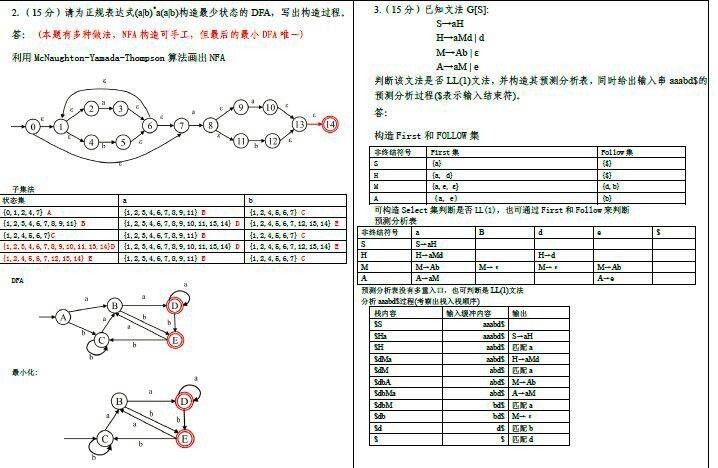 2.（15分）请为正规表达式(a|b)*a(a|b)构造最少状态的 DFA，写出构造过程。
答：（本题有多种做法，NFA 构造可手工，但最后的最小 DFA 唯一）
利用 McNaughton-Yamada-Thompson 算法画出 NFA
ε
0 ε 1 ε 2 a 3 ε 4 b 5 ε 6 ε 7 a 8 ε 9 a 10 ε 11 b 12 ε 13 ε 14
ε
子集法
状态集 a b
{0,1,2,4,7} A {1,2,3,4,6,7,8,9,11} B {1,2,4,5,6,7} C
{1,2,3,4,6,7,8,9,11} B {1,2,3,4,6,7,8,9,10,11,13,14} D {1,2,4,5,6,7,12,13,14} E
{1,2,4,5,6,7}C {1,2,3,4,6,7,8,9,11} B {1,2,4,5,6,7} C
{1,2,3,4,6,7,8,9,10,11,13,14}D {1,2,3,4,6,7,8,9,10,11,13,14} D {1,2,4,5,6,7,12,13,14} E
{1,2,4,5,6,7,12,13,14} E {1,2,3,4,6,7,8,9,11} B {1,2,4,5,6,7} C
DFA
A B C D E
a b a b a b a b a b
最小化：
B C D E
a b a b a b a b
3.（15分）已知文法 G[S]:
S→aH
H→aMd | d
M→Ab | ε
A→aM | e
判断该文法是否 LL(1)文法，并构造其预测分析表，同时给出输入串 aaabd$的
预测分析过程($表示输入结束符)。
答：
构造 First 和 FOLLOW 集
非终结符号 First 集 Follow 集
S {a} {$}
H {a, d} {$}
M {a, e, ε} {d, b}
A {a, e} {b}
可构造 Select 集判断是否 LL(1)，也可通过 First 和 Follow 来判断
预测分析表
非终结符号 a B d e $
S S→aH
H H→aMd H→d
M M→Ab M→ε M→ε M→Ab
A A→aM A→e
预测分析表没有多重入口，也可判断是 LL(1)文法
分析 aaabd$过程(考察出栈入栈顺序)
栈内容 输入缓冲内容 输出
$S aaabd$
$Ha aaabd$ S→aH
$H aabd$ 匹配 a
$dMa aabd$ H→aMd
$dM abd$ 匹配 a
$dbA abd$ M→Ab
$dbMa abd$ A→aM
$dbM bd$ 匹配 a
$db bd$ M→ε
$d d$ 匹配 b
$ $ 匹配 d